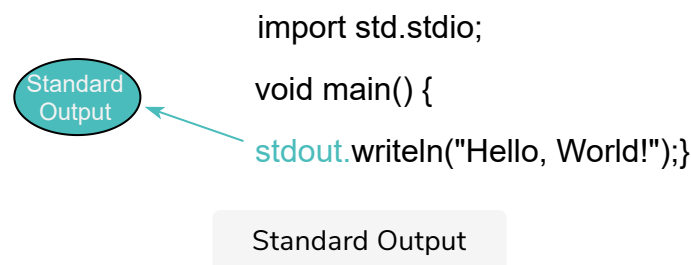 import std.stdio;
void main() {
Standard
Output
stdout.writeln("Hello, World!");}
Standard Output